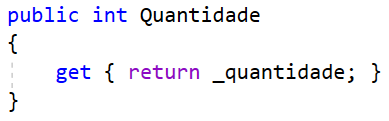 public int Quantidade
{
    get { return _quantidade; }
}